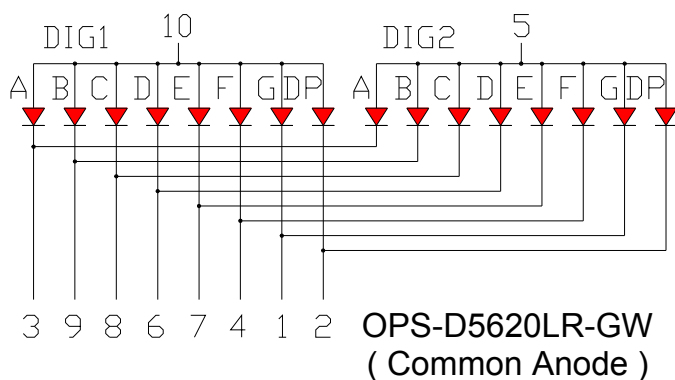 DIG1 10 DIG2 5
A B C D E F G DP A B C D E F G DP
3 9 8 6 7 4 1 2 OPS-D5620LR-GW
( Common Anode )